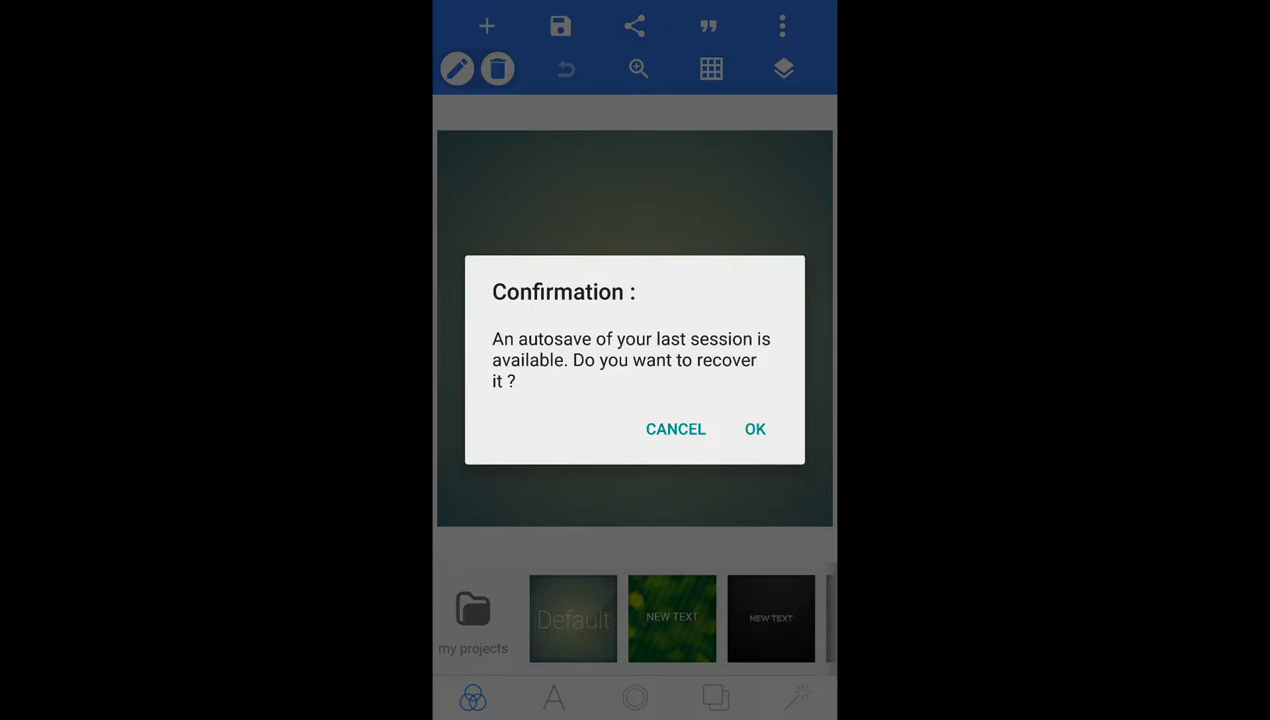 Confirmation :
An autosave of your last session is
available. Do you want to recover
it ?
CANCEL OK
Default
NEW TEXT
NEW TEXT
my projects